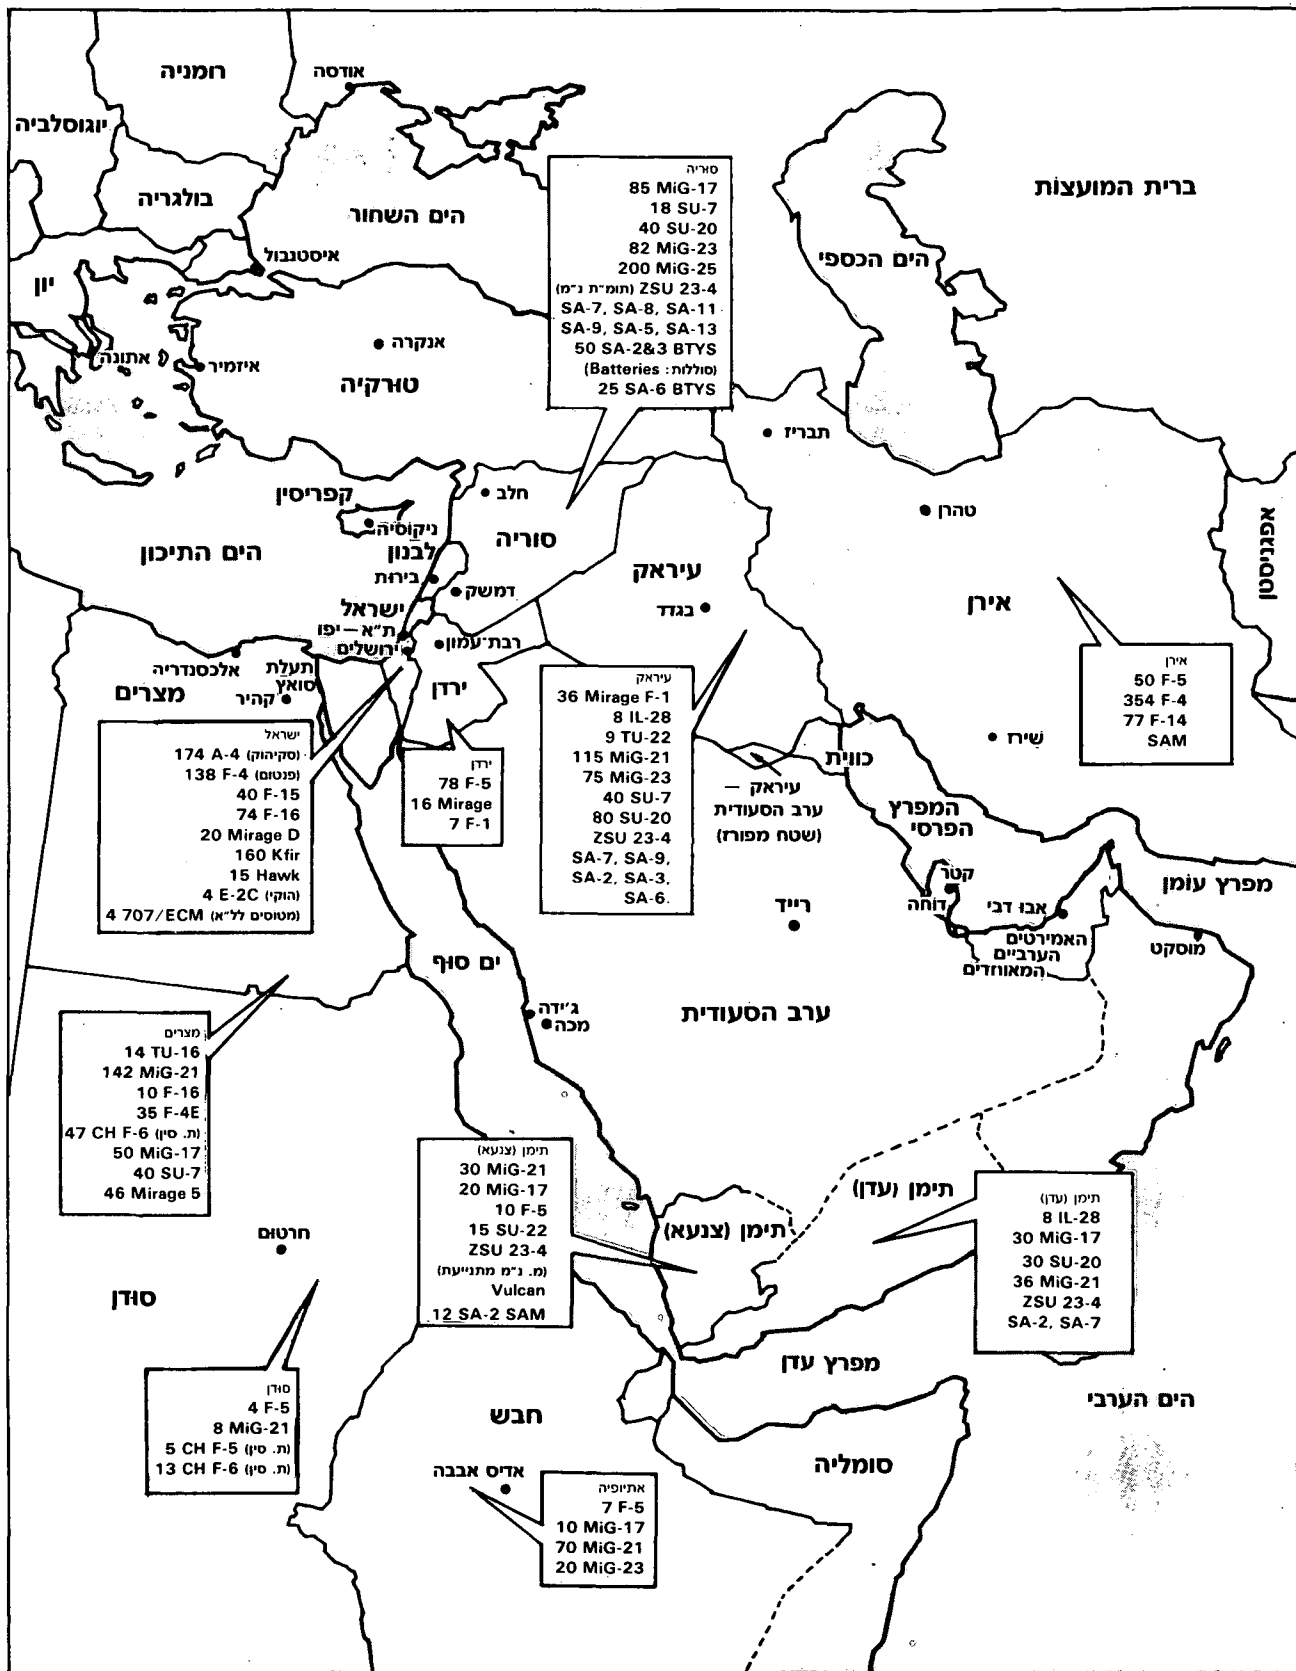 רומניה
אודסה
יוגוסלביה
ברית המועצות
בולגריה
הים השחור
איסטנבול
הים הכספי
יון
אנקרה
אתונה
איזמיר
טורקיה
סוריה
85 MiG-17
18 SU-7
40 SU-20
82 MiG-23
200 MiG-25
ZSU 23-4 (תומ״ת נ״מ)
SA-7, SA-8, SA-11
SA-9, SA-5, SA-13
50 SA-2&3 BTYS
(סוללות: Batteries)
25 SA-6 BTYS
תבריז
קפריסין
חלב
טהרן
ניקוסיה
אפגניסטן
הים התיכון
לבנון
סוריה
עיראק
בירות
דמשק
בגדד
אירן
ישראל
ת״א – יפו
ירושלים
רבת־עמון
אלכסנדריה
תעלת
סואץ
מצרים
קהיר
ירדן
שירז
כווית
אירן
50 F-5
354 F-4
77 F-14
SAM
עיראק
36 Mirage F-1
8 IL-28
9 TU-22
115 MiG-21
75 MiG-23
40 SU-7
80 SU-20
ZSU 23-4
SA-7, SA-9,
SA-2, SA-3,
SA-6.
ישראל
174 A-4 (סקיהוק)
138 F-4 (פנטום)
40 F-15
74 F-16
20 Mirage D
160 Kfir
15 Hawk
4 E-2C (הוקי)
4 707/ECM (מטוסים לל״א)
ירדן
78 F-5
16 Mirage
7 F-1
עיראק –
ערב הסעודית
(שטח מפורז)
המפרץ
הפרסי
קטר
דוחה
אבו דבי
מפרץ עומן
האמירטים
הערביים
המאוחדים
מוסקט
רייד
ים סוף
ג׳ידה
מכה
ערב הסעודית
מצרים
14 TU-16
142 MiG-21
10 F-16
35 F-4E
47 CH F-6 (ת. סין)
50 MiG-17
40 SU-7
46 Mirage 5
תימן (צנעא)
30 MiG-21
20 MiG-17
10 F-5
15 SU-22
ZSU 23-4
(מ. נ״מ מתנייעת)
Vulcan
12 SA-2 SAM
תימן (עדן)
תימן (צנעא)
תימן (עדן)
8 IL-28
30 MiG-17
30 SU-20
36 MiG-21
ZSU 23-4
SA-2, SA-7
חרטום
סודן
סודן
4 F-5
8 MiG-21
5 CH F-5 (ת. סין)
13 CH F-6 (ת. סין)
מפרץ עדן
הים הערבי
חבש
סומליה
אדיס אבבה
אתיופיה
7 F-5
10 MiG-17
70 MiG-21
20 MiG-23